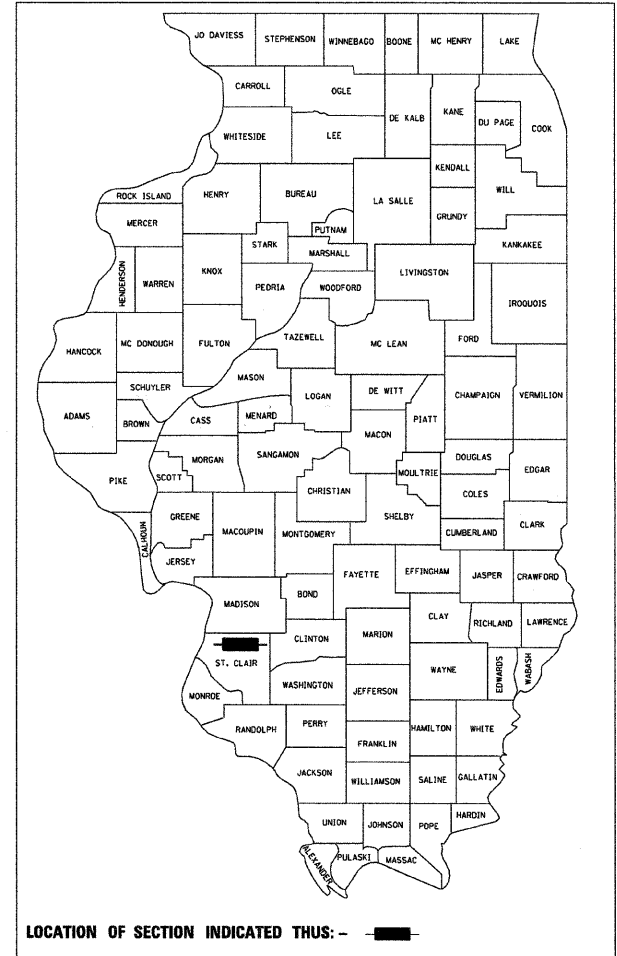 JO DAVIESS STEPHENSON WINNEBAGO BOONE MC HENRY LAKE
CARROLL OGLE DE KALB KANE DU PAGE COOK
WHITESIDE LEE
KENDALL WILL
ROCK ISLAND HENRY BUREAU LA SALLE GRUNDY
MERCER PUTNAM
STARK MARSHALL KANKAKEE
HENDERSON WARREN KNOX PEORIA WOODFORD LIVINGSTON IROQUOIS
TAZEWELL MC LEAN FORD
HANCOCK MC DONOUGH FULTON
SCHUYLER MASON LOGAN DE WITT CHAMPAIGN VERMILION
ADAMS BROWN CASS MENARD MACON PIATT
MORGAN SANGAMON DOUGLAS EDGAR
PIKE SCOTT CHRISTIAN MOULTRIE COLES
GREENE MACOUPIN MONTGOMERY SHELBY CUMBERLAND CLARK
CALHOUN JERSEY
FAYETTE EFFINGHAM JASPER CRAWFORD
MADISON BOND
CLAY RICHLAND LAWRENCE
CLINTON MARION
ST. CLAIR WAYNE EDWARDS WABASH
WASHINGTON JEFFERSON
MONROE
RANDOLPH PERRY HAMILTON WHITE
FRANKLIN
JACKSON WILLIAMSON SALINE GALLATIN
UNION JOHNSON POPE HARDIN
ALEXANDER PULASKI MASSAC
LOCATION OF SECTION INDICATED THUS: -